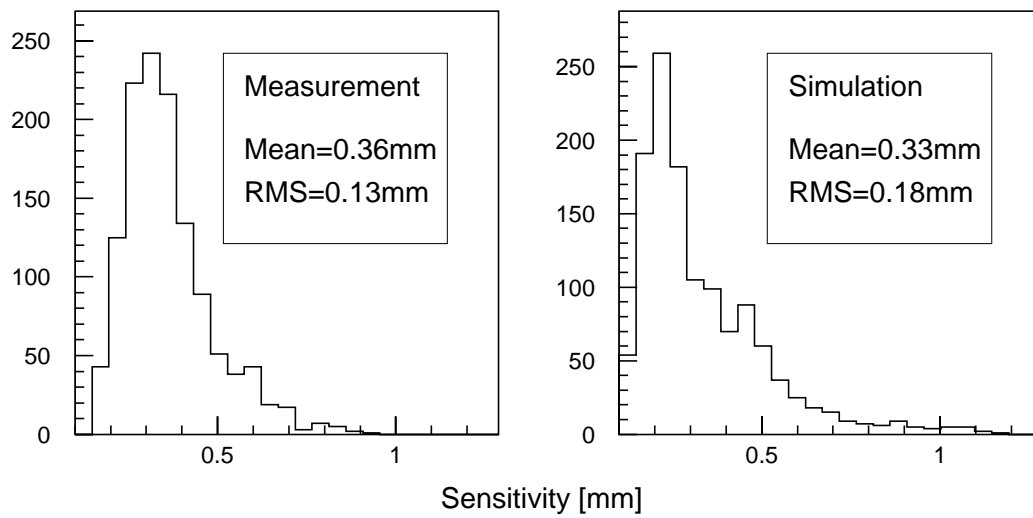 250
200
150
100
50
0
0.5
1
Measurement
Mean=0.36mm
RMS=0.13mm
250
200
150
100
50
0
0.5
1
Simulation
Mean=0.33mm
RMS=0.18mm
Sensitivity [mm]